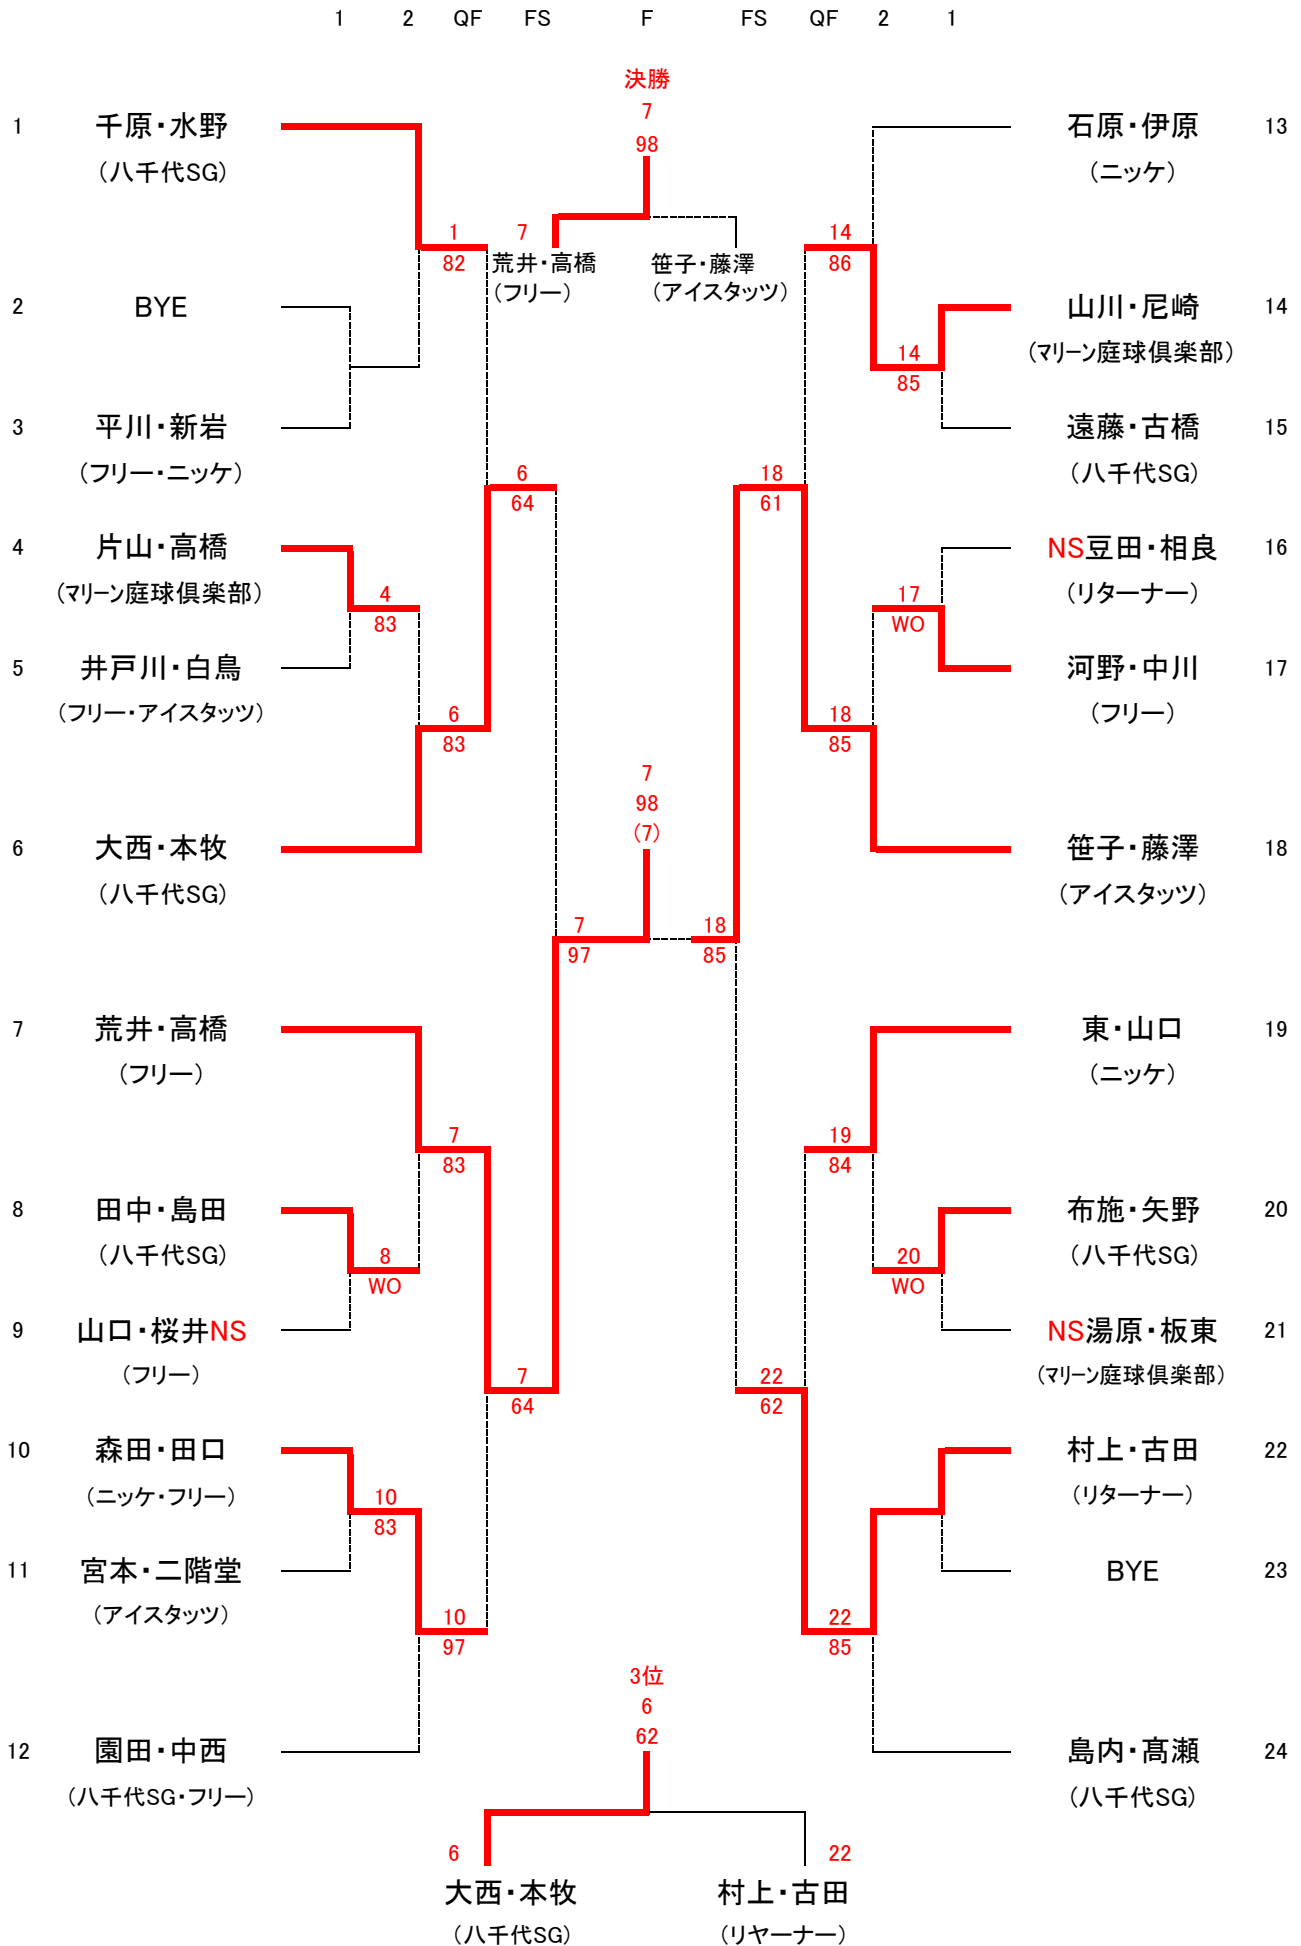 1 2 QF FS F FS QF 2 1
決勝
7
98
1 千原・水野
(八千代SG)
石原・伊原 13
(ニッケ)
1
82
7
荒井・高橋
(フリー)
笹子・藤澤
(アイスタッツ)
14
86
2 BYE
山川・尼崎 14
(マリーン庭球倶楽部)
14
85
3 平川・新岩
(フリー・ニッケ)
遠藤・古橋 15
(八千代SG)
6
64
18
61
4 片山・高橋
(マリーン庭球倶楽部)
4
83
NS豆田・相良 16
(リターナー)
17
WO
5 井戸川・白鳥
(フリー・アイスタッツ)
河野・中川 17
(フリー)
6
83
18
85
7
98
(7)
6 大西・本牧
(八千代SG)
笹子・藤澤 18
(アイスタッツ)
7
97
18
85
7 荒井・高橋
(フリー)
東・山口 19
(ニッケ)
7
83
19
84
8 田中・島田
(八千代SG)
8
WO
布施・矢野 20
(八千代SG)
20
WO
9 山口・桜井NS
(フリー)
NS湯原・板東 21
(マリーン庭球倶楽部)
7
64
22
62
10 森田・田口
(ニッケ・フリー)
10
83
村上・古田 22
(リターナー)
11 宮本・二階堂
(アイスタッツ)
BYE 23
10
97
22
85
3位
6
62
12 園田・中西
(八千代SG・フリー)
島内・髙瀬 24
(八千代SG)
6
22
大西・本牧
(八千代SG)
村上・古田
(リヤーナー)